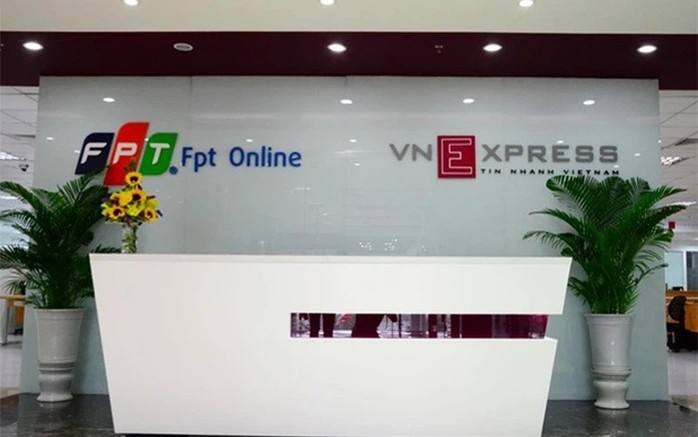 FPT Fpt Online
VNEXPRESS
TIN NHANH VIETNAM